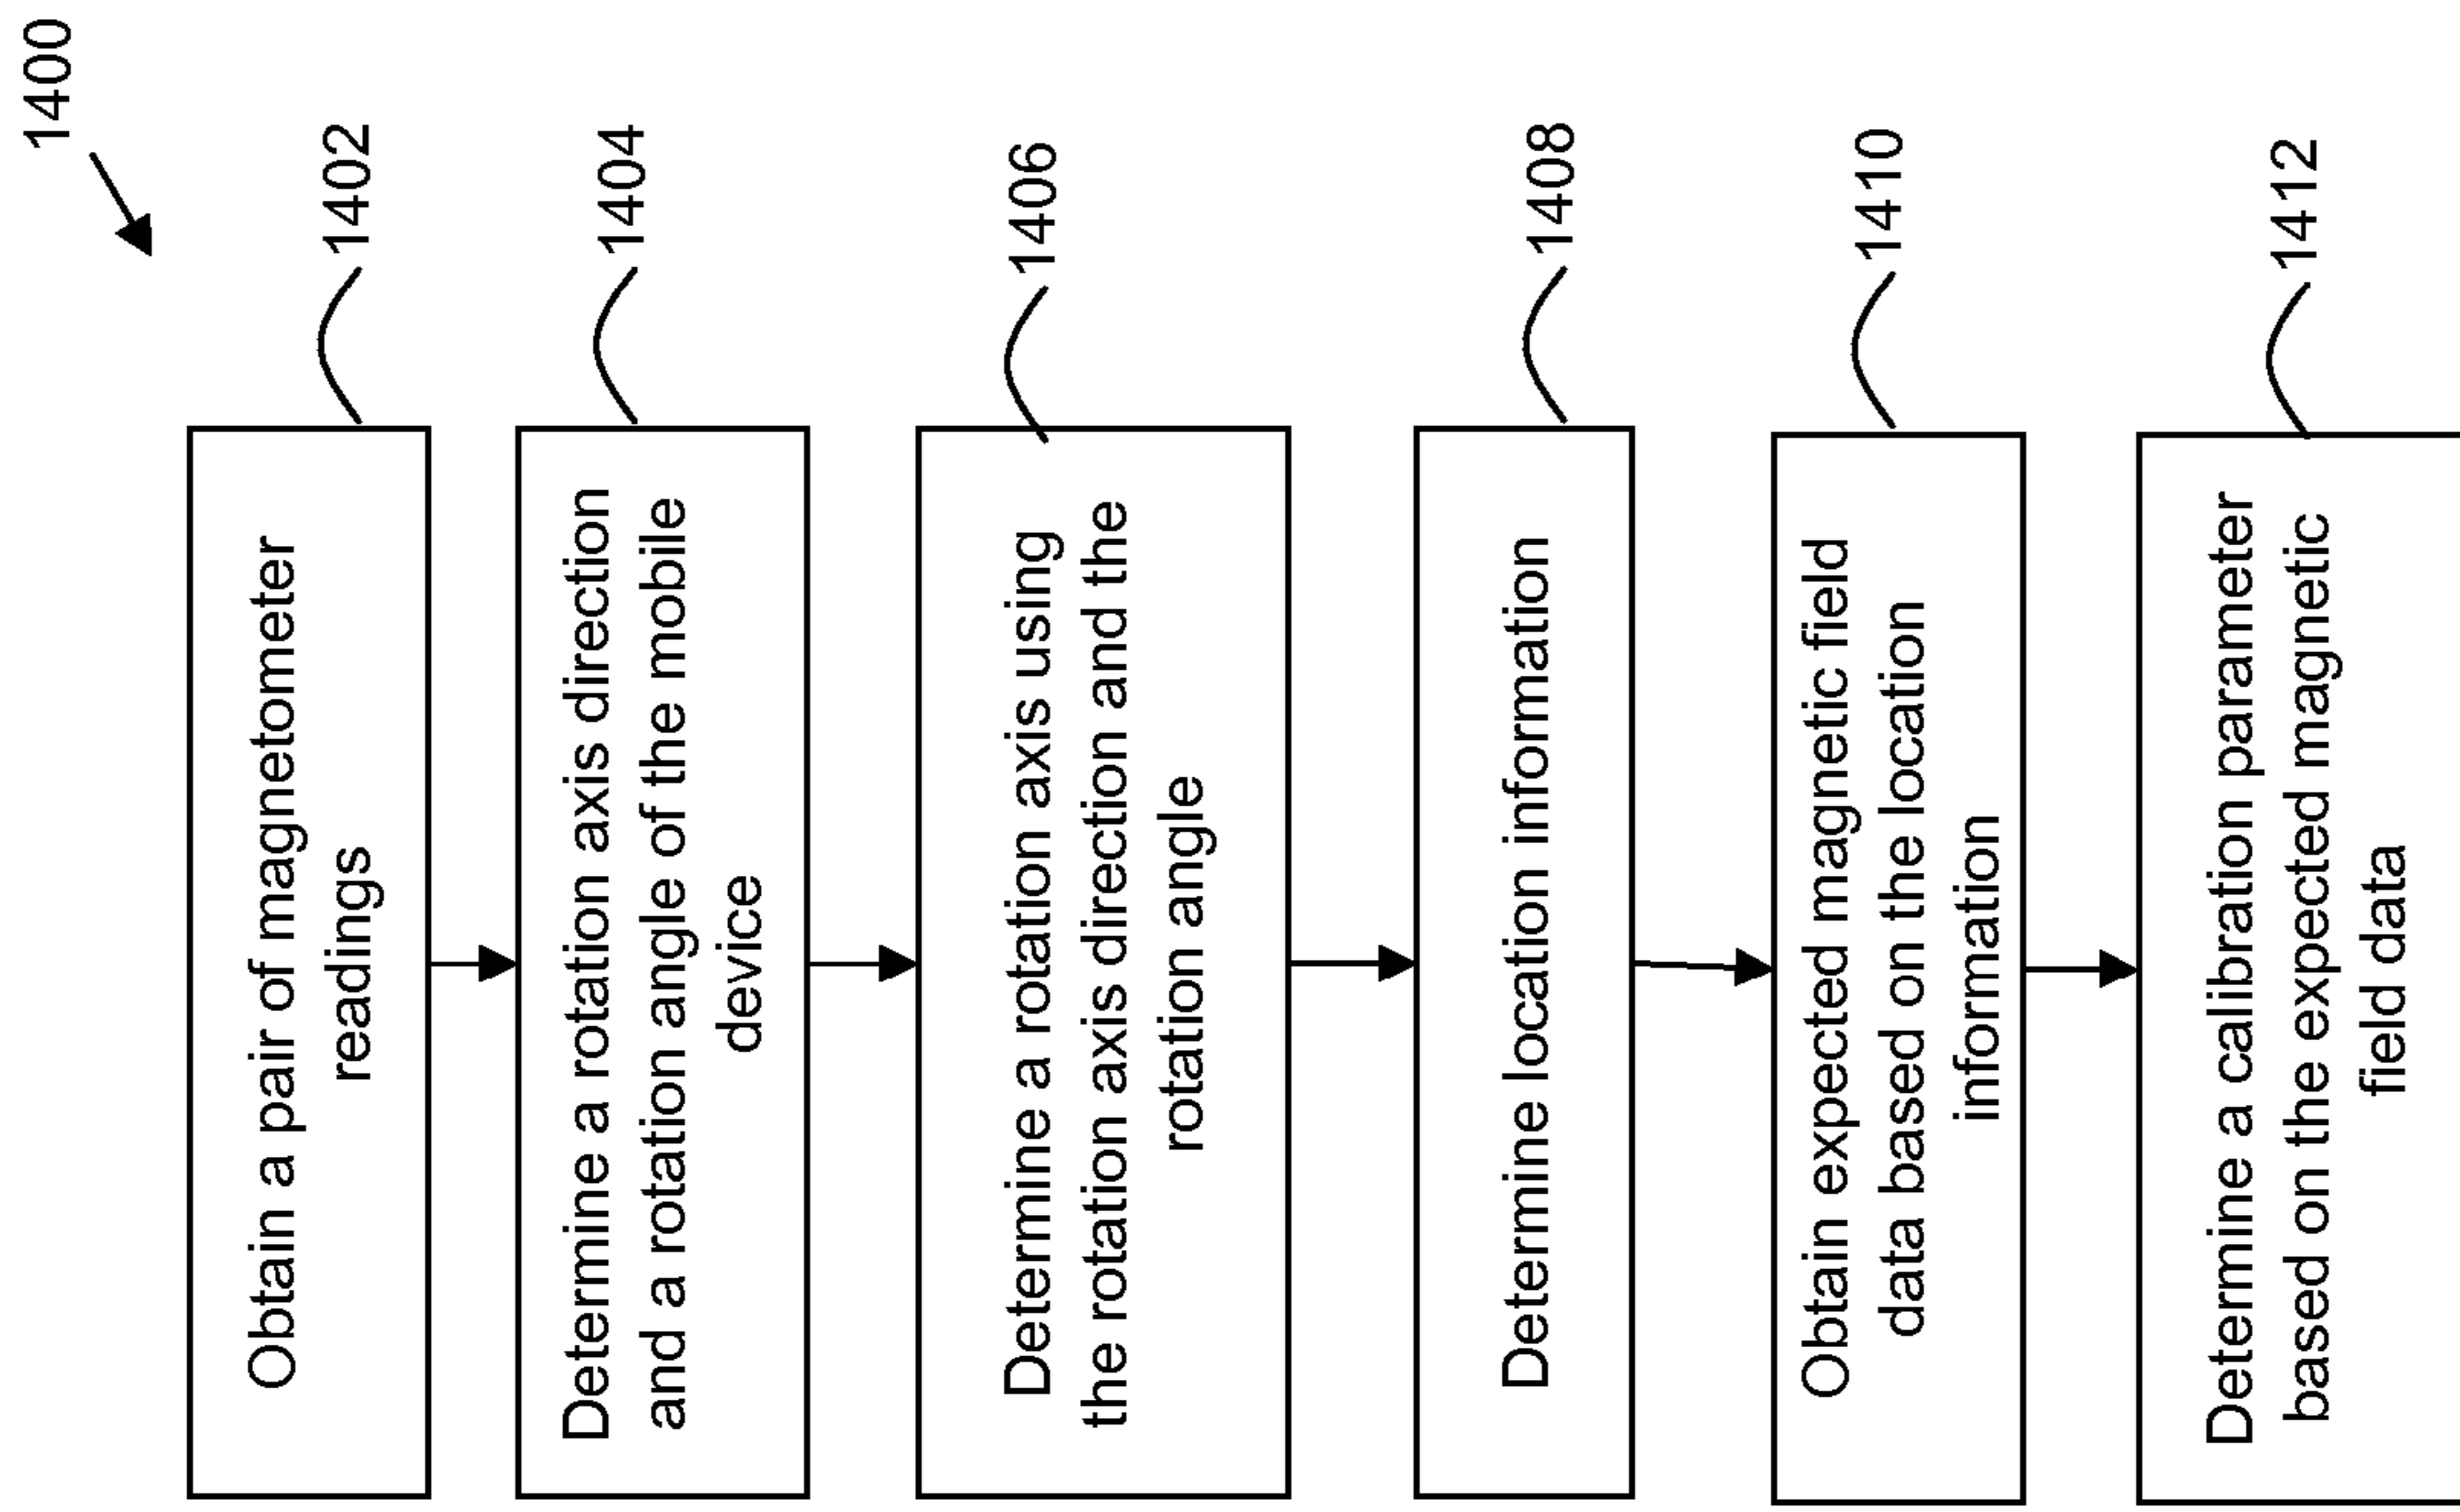 1400
Obtain a pair of magnetometer
readings
1402
Determine a rotation axis direction
and a rotation angle of the mobile
device
1404
Determine a rotation axis using
the rotation axis direction and the
rotation angle
1406
Determine location information
1408
Obtain expected magnetic field
data based on the location
information
1410
Determine a calibration parameter
based on the expected magnetic
field data
1412